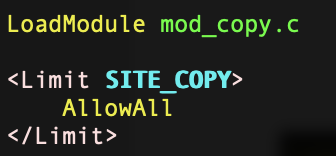 LoadModule mod_copy.c
<Limit SITE_COPY>
AllowAll
</Limit>